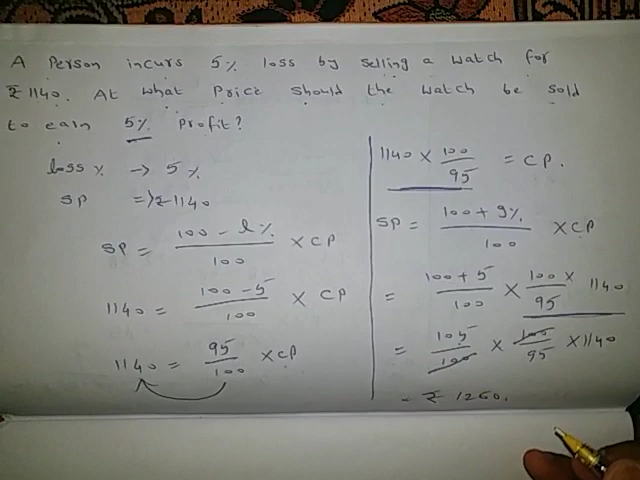 A Person incurs 5% loss by selling a watch for
₹1140. At what Price should the watch be sold
to earn 5% profit?
loss % → 5 %
SP => ₹1140
SP = 100 - l% / 100 × CP
1140 = 100 - 5 / 100 × CP
1140 = 95 / 100 × CP
1140 × 100 / 95 = CP.
SP = 100 + g% / 100 × CP
= 100 + 5 / 100 × 100 / 95 × 1140
= 105 / 100 × 100 / 95 × 1140
= ₹ 1260.